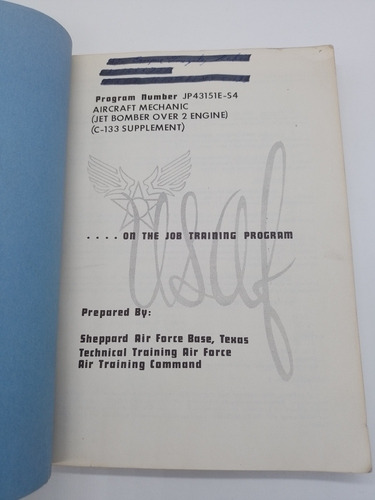 Program Number JP43151E-S4
AIRCRAFT MECHANIC
(JET BOMBER OVER 2 ENGINE)
(C-133 SUPPLEMENT)
usaf
....ON THE JOB TRAINING PROGRAM
Prepared By:
Sheppard Air Force Base, Texas
Technical Training Air Force
Air Training Command